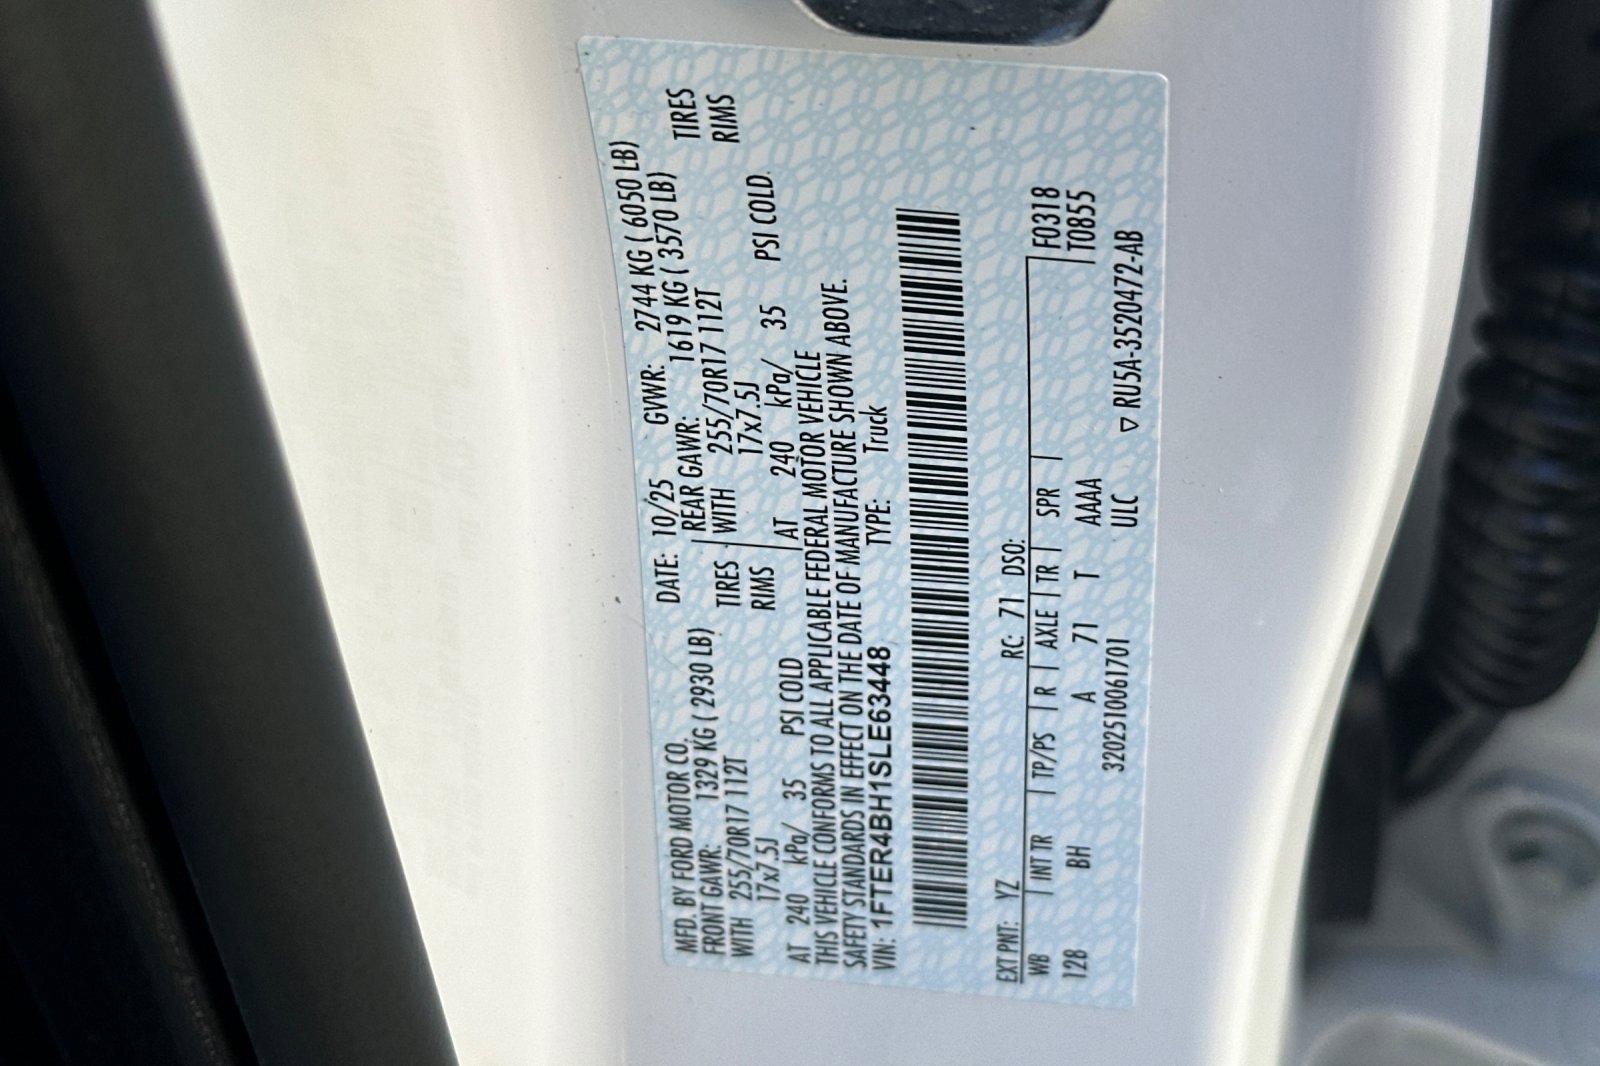 MFD. BY FORD MOTOR CO. DATE: 10/25 GVWR: 2744 KG ( 6050 LB)
FRONT GAWR: 1329 KG ( 2930 LB) REAR GAWR: 1619 KG ( 3570 LB)
WITH 255/70R17 112T TIRES WITH 255/70R17 112T TIRES
17x7.5J RIMS 17x7.5J RIMS
AT 240 kPa/ 35 PSI COLD AT 240 kPa/ 35 PSI COLD.
THIS VEHICLE CONFORMS TO ALL APPLICABLE FEDERAL MOTOR VEHICLE
SAFETY STANDARDS IN EFFECT ON THE DATE OF MANUFACTURE SHOWN ABOVE.
VIN: 1FTER4BH1SLE63448 TYPE: Truck
EXT PNT: YZ RC: 71 DSO: F0318
WB INT TR TP/PS R AXLE TR SPR T0855
128 BH A 71 T AAAA
3202510061701 ULC ▽ RU5A-3520472-AB